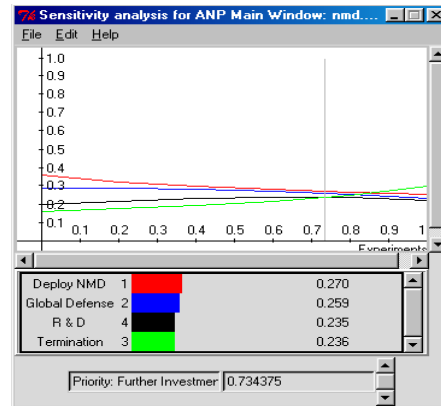 Sensitivity analysis for ANP Main Window: nmd....
File Edit Help
1.0
0.9
0.8
0.7
0.6
0.5
0.4
0.3
0.2
0.1
0.1 0.2 0.3 0.4 0.5 0.6 0.7 0.8 0.9 1
Experiments
Deploy NMD 1 0.270
Global Defense 2 0.259
R & D 4 0.235
Termination 3 0.236
Priority: Further Investmer 0.734375